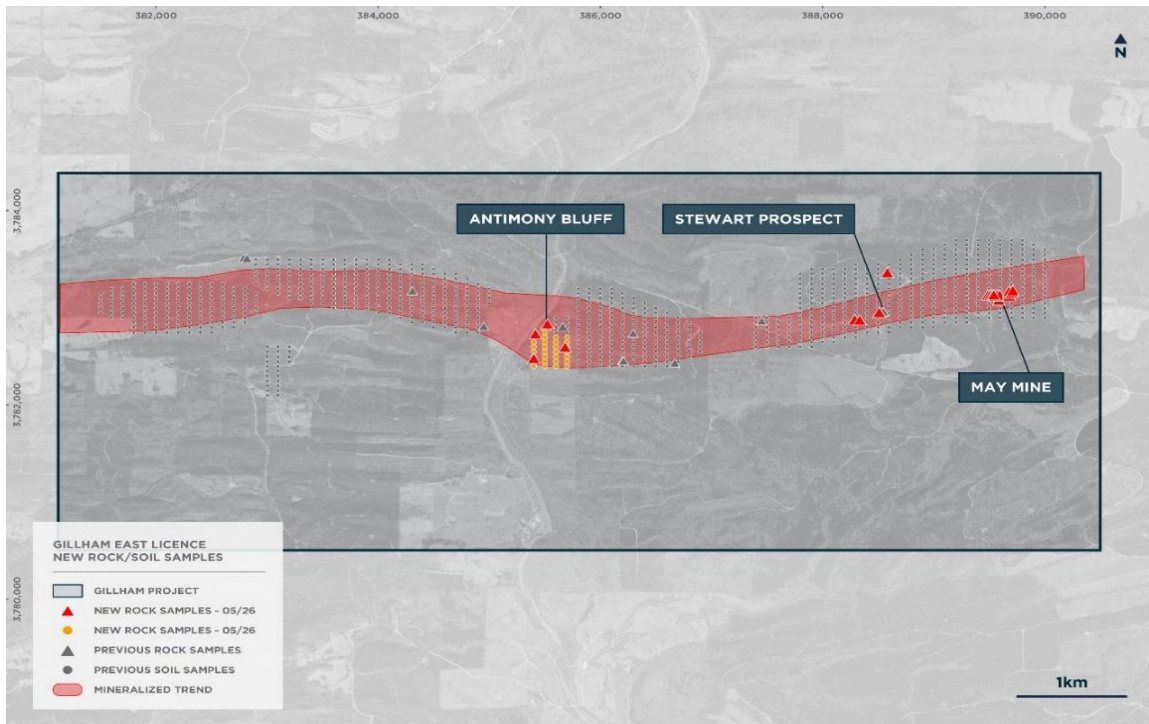 382,000
384,000
386,000
388,000
390,000
N
3,784,000
ANTIMONY BLUFF
STEWART PROSPECT
MAY MINE
3,782,000
3,780,000
GILLHAM EAST LICENCE
NEW ROCK/SOIL SAMPLES
GILLHAM PROJECT
NEW ROCK SAMPLES - 05/26
NEW ROCK SAMPLES - 05/26
PREVIOUS ROCK SAMPLES
PREVIOUS SOIL SAMPLES
MINERALIZED TREND
1km